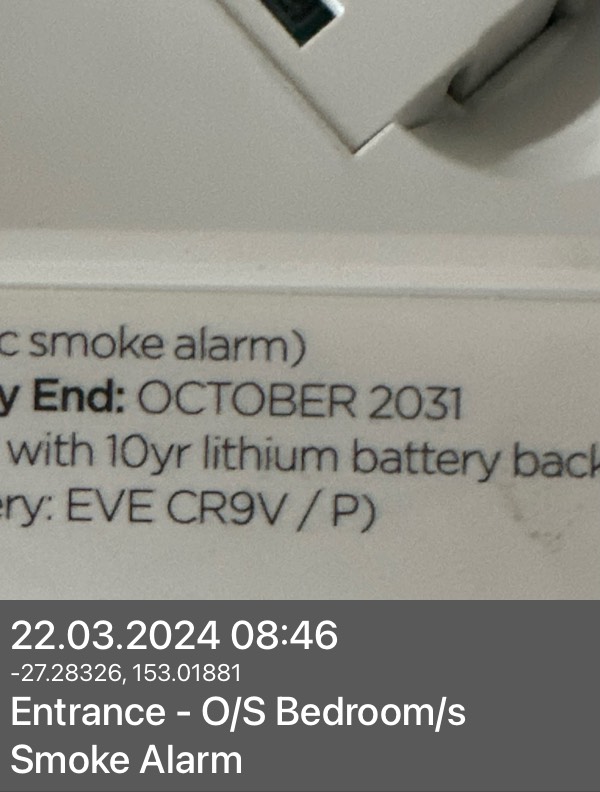 c smoke alarm)
y End: OCTOBER 2031
with 10yr lithium battery back
ery: EVE CR9V / P)
22.03.2024 08:46
-27.28326, 153.01881
Entrance - O/S Bedroom/s
Smoke Alarm